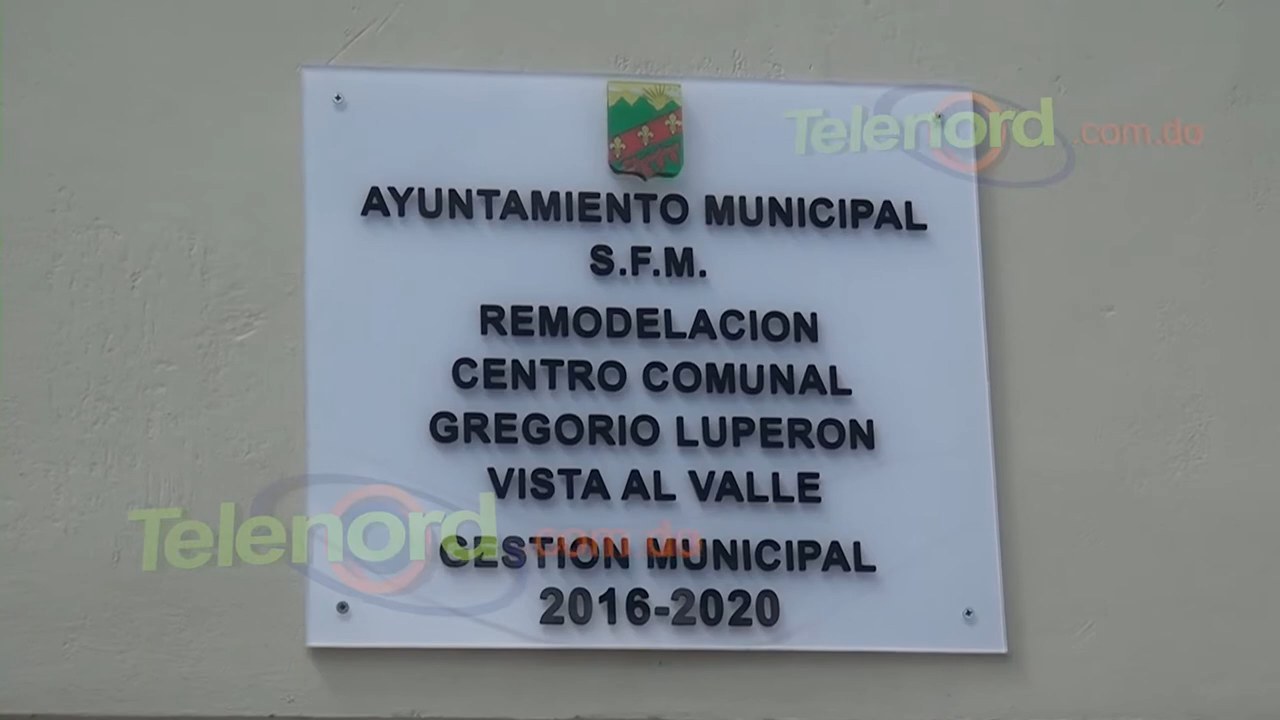 Telenord.com.do
AYUNTAMIENTO MUNICIPAL
S.F.M.
REMODELACION
CENTRO COMUNAL
GREGORIO LUPERON
VISTA AL VALLE
Telenord.com.do
GESTION MUNICIPAL
2016-2020